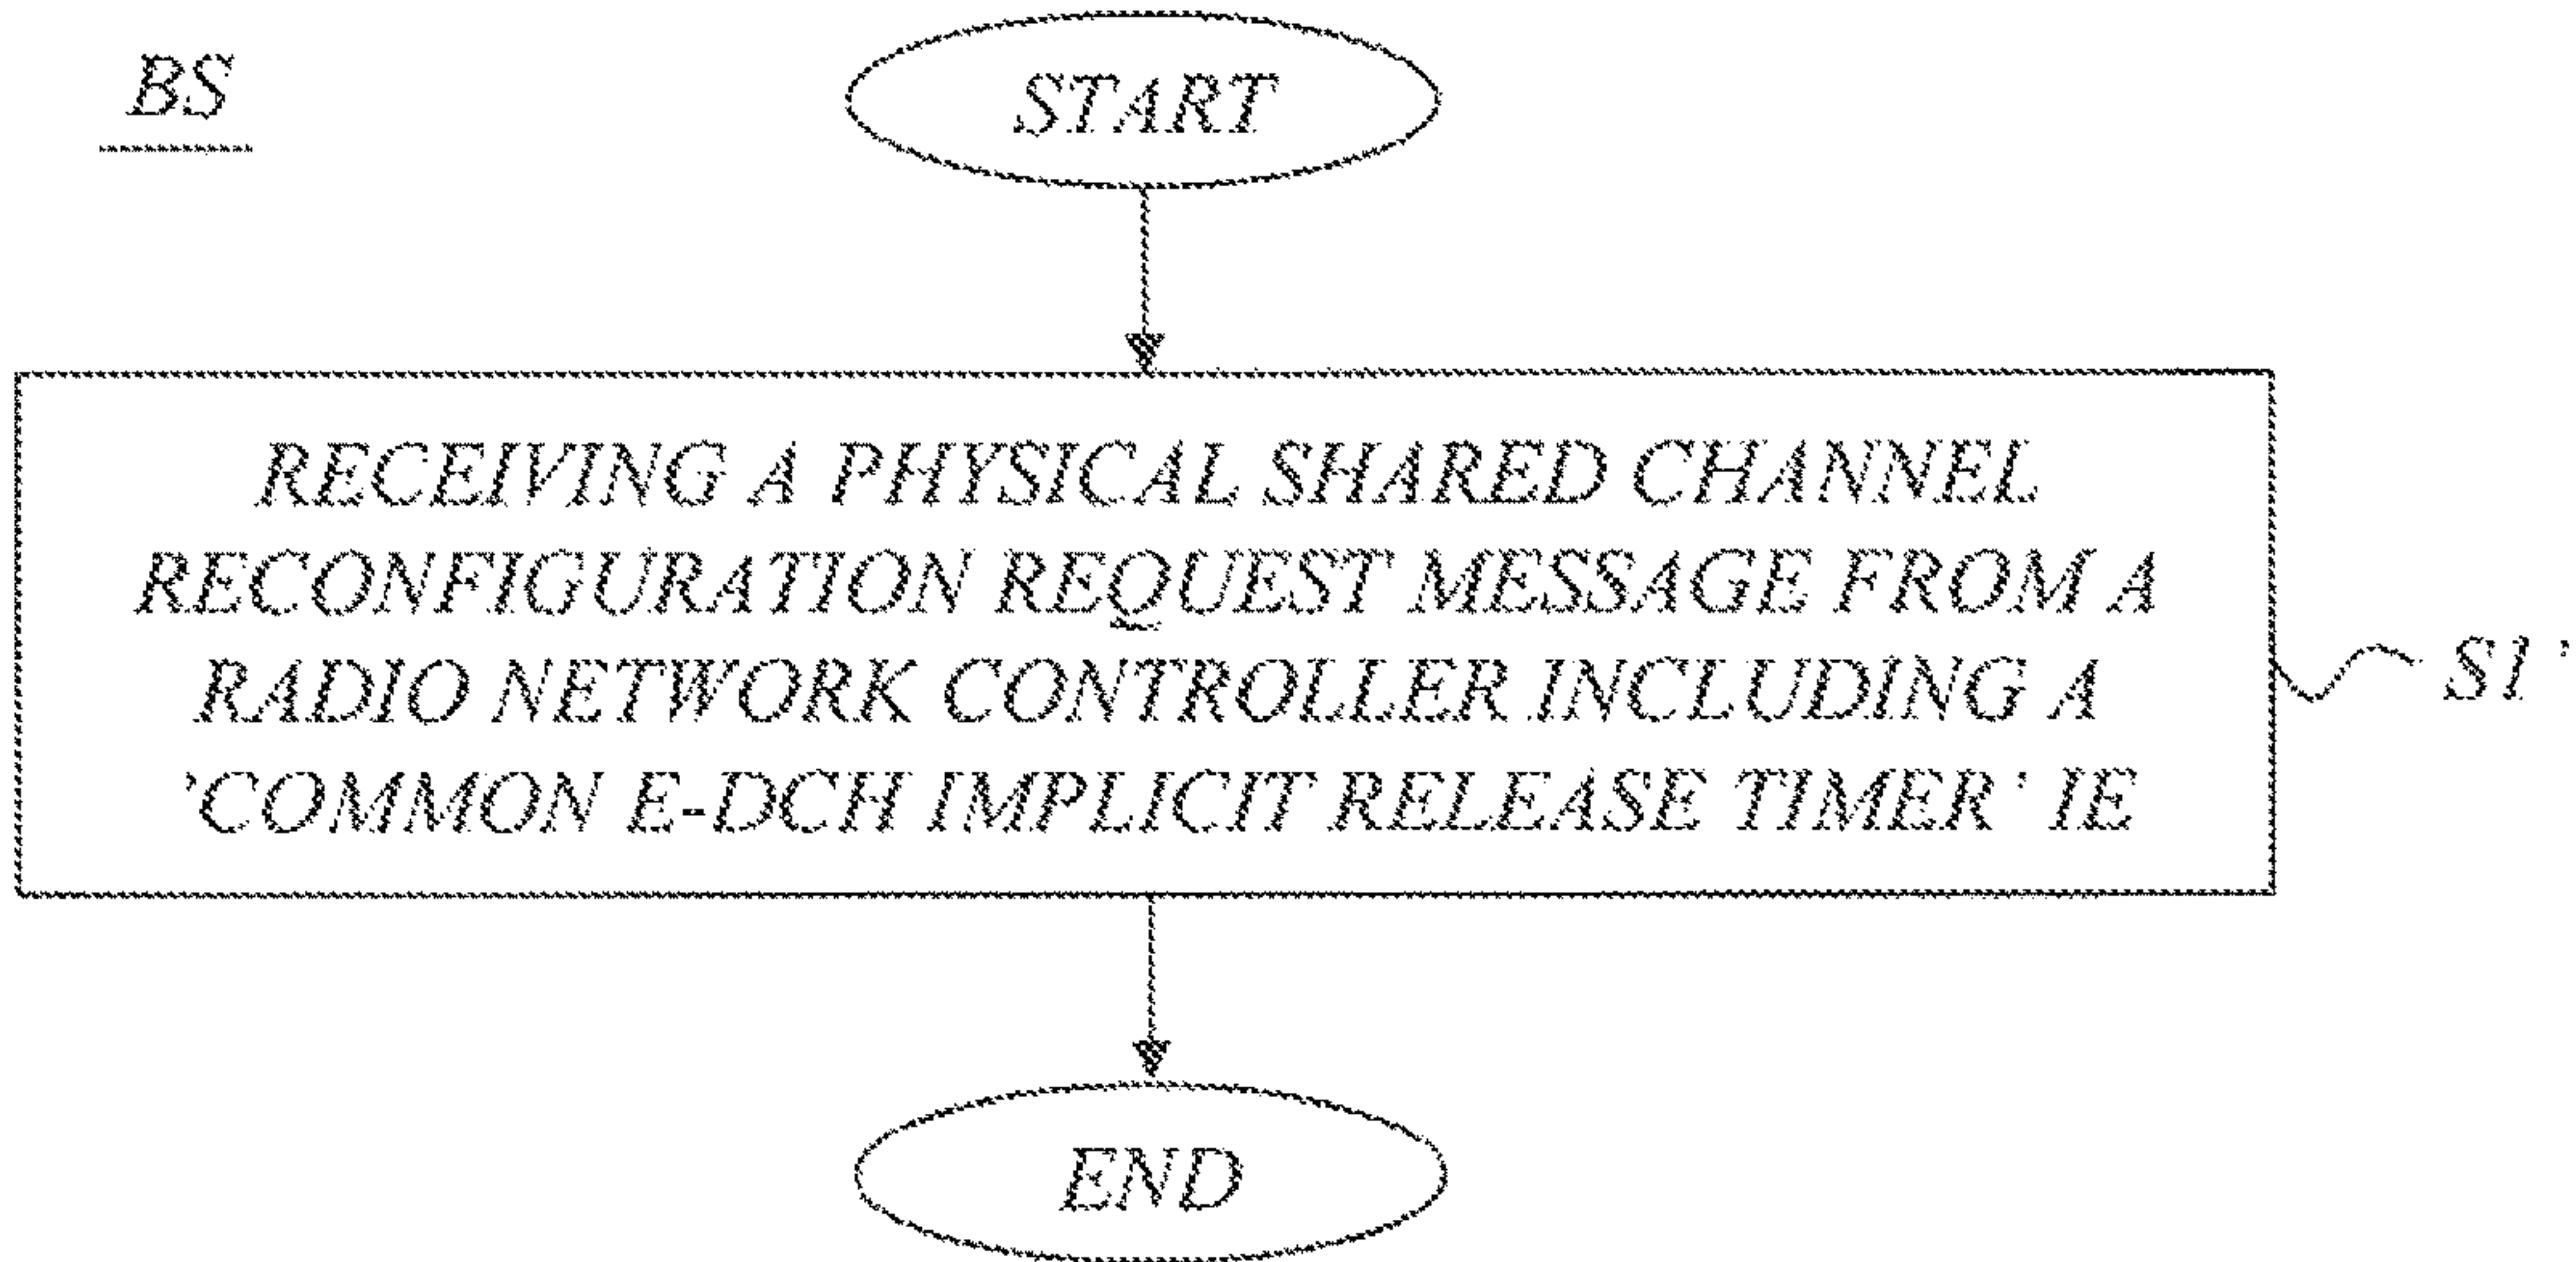 BS
START
RECEIVING A PHYSICAL SHARED CHANNEL
RECONFIGURATION REQUEST MESSAGE FROM A
RADIO NETWORK CONTROLLER INCLUDING A
'COMMON E-DCH IMPLICIT RELEASE TIMER' IE
S1'
END